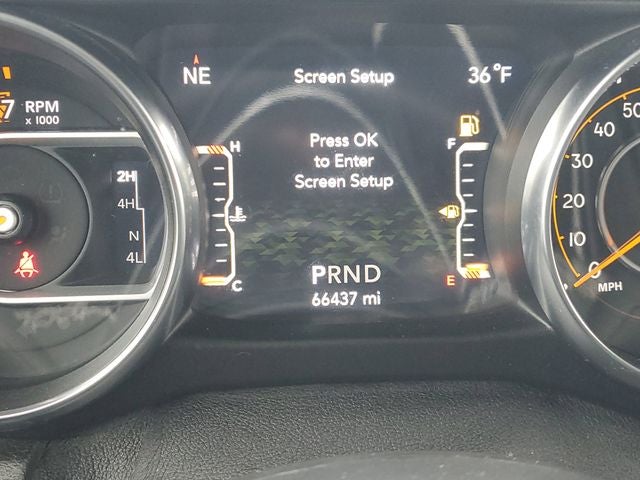 NE Screen Setup 36°F
7 RPM
x 1000
H F
Press OK
to Enter
Screen Setup
2H
4H
N
4L
C E
PRND
66437 mi
50
40
30
20
10
0
MPH